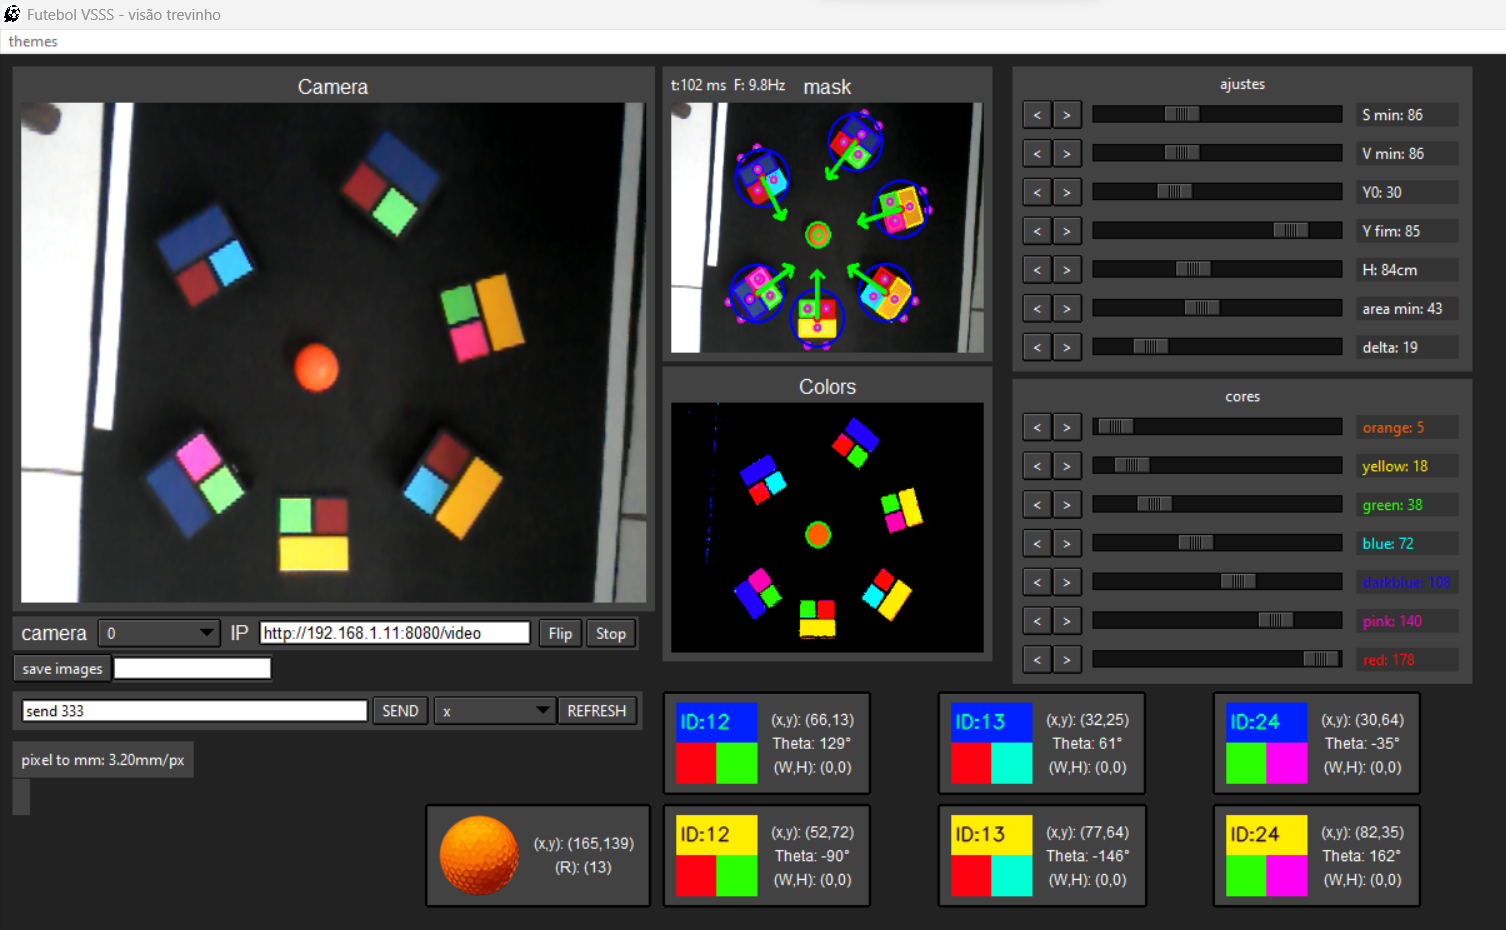 Futebol VSSS - visão trevinho
themes
Camera
t:102 ms F: 9.8Hz mask
Colors
ajustes
< > S min: 86
< > V min: 86
< > Y0: 30
< > Y fim: 85
< > H: 84cm
< > area min: 43
< > delta: 19
cores
< > orange: 5
< > yellow: 18
< > green: 38
< > blue: 72
< > darkblue: 108
< > pink: 140
< > red: 178
camera 0 IP http://192.168.1.11:8080/video Flip Stop
save images
send 333 SEND x REFRESH
pixel to mm: 3.20mm/px
(x,y): (165,139)
(R): (13)
ID:12
(x,y): (66,13)
Theta: 129°
(W,H): (0,0)
ID:13
(x,y): (32,25)
Theta: 61°
(W,H): (0,0)
ID:24
(x,y): (30,64)
Theta: -35°
(W,H): (0,0)
ID:12
(x,y): (52,72)
Theta: -90°
(W,H): (0,0)
ID:13
(x,y): (77,64)
Theta: -146°
(W,H): (0,0)
ID:24
(x,y): (82,35)
Theta: 162°
(W,H): (0,0)